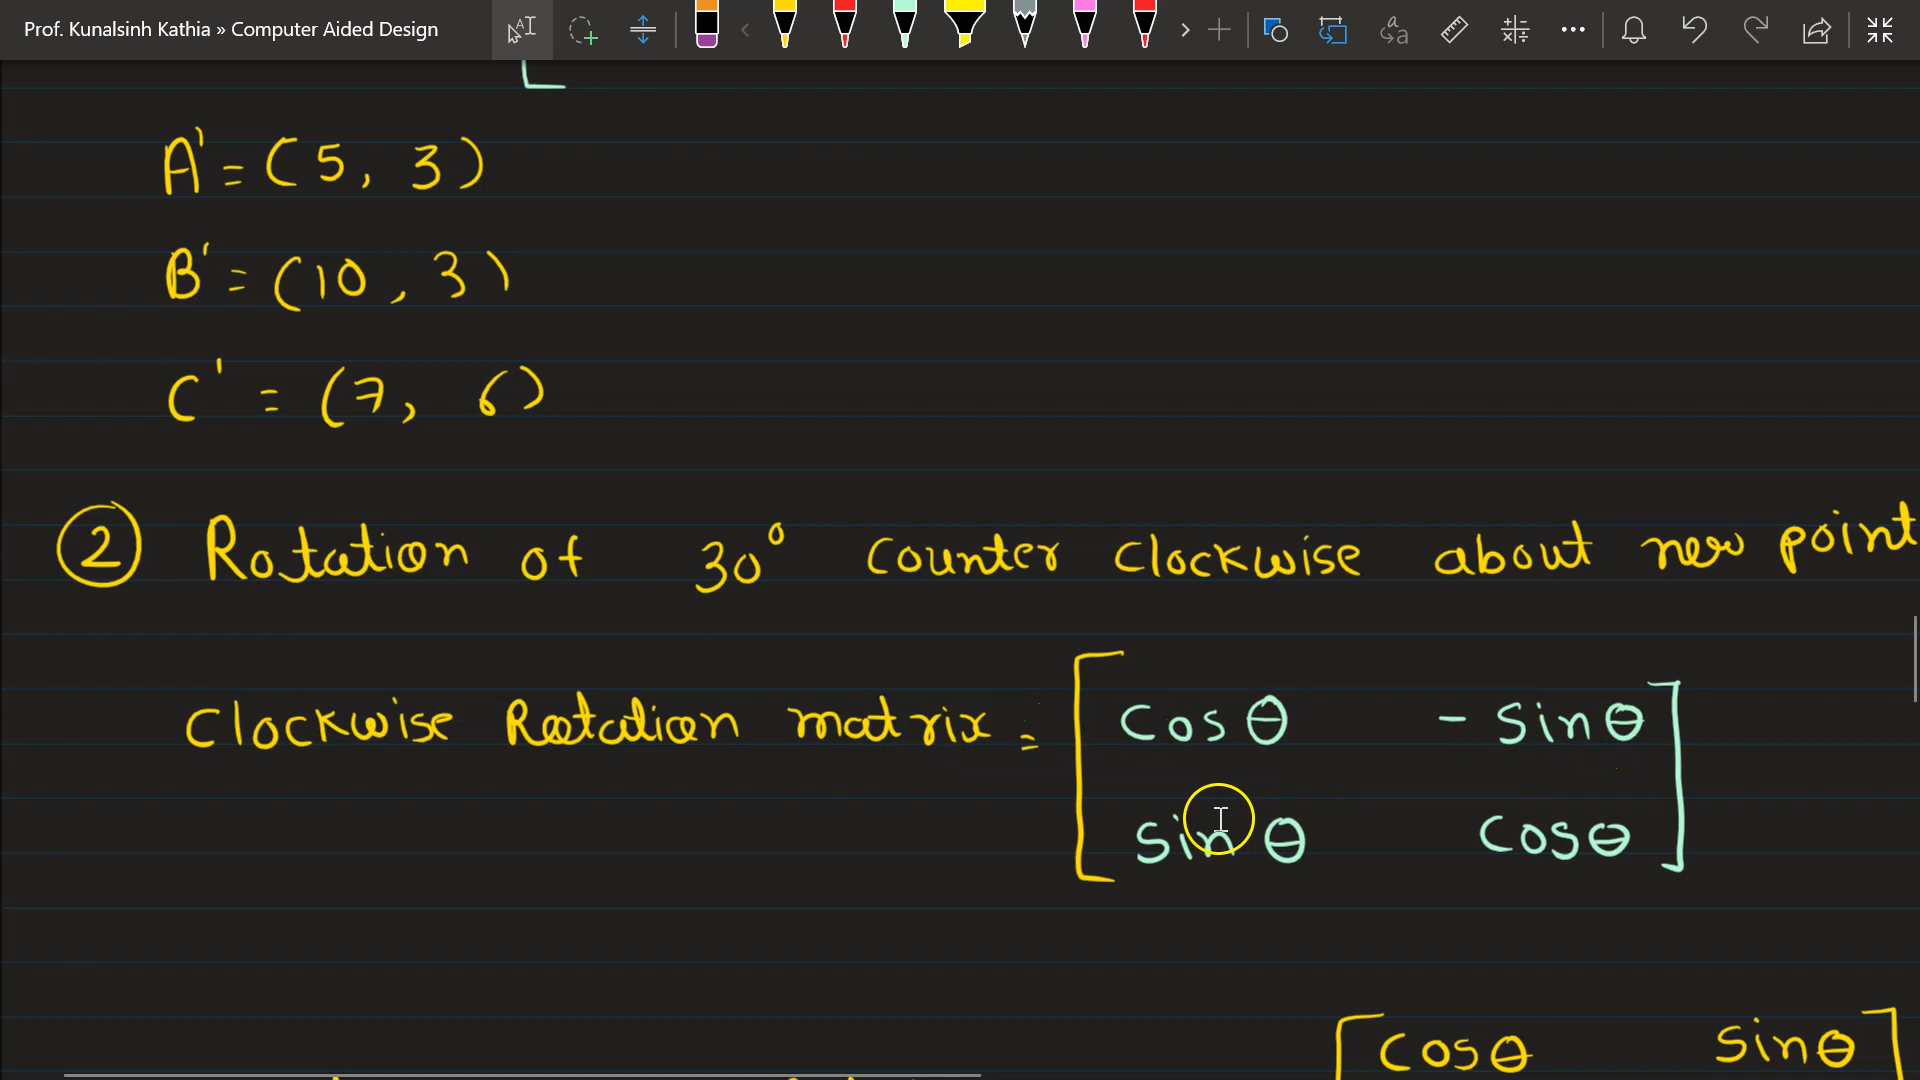 Prof. Kunalsinh Kathia » Computer Aided Design
A' = (5, 3)
B' = (10, 3)
C' = (7, 6)
② Rotation of 30° counter clockwise about new point
Clockwise Rotation matrix = [ Cosθ - Sinθ
Sinθ Cosθ ]
[ Cosθ Sinθ ]